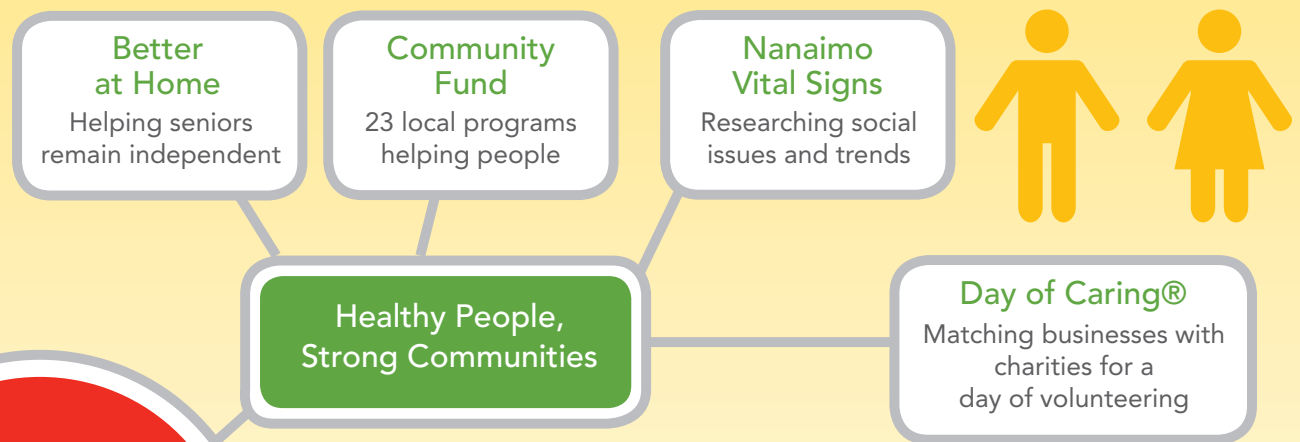 Better
at Home
Helping seniors
remain independent
Community
Fund
23 local programs
helping people
Nanaimo
Vital Signs
Researching social
issues and trends
Healthy People,
Strong Communities
Day of Caring®
Matching businesses with
charities for a
day of volunteering